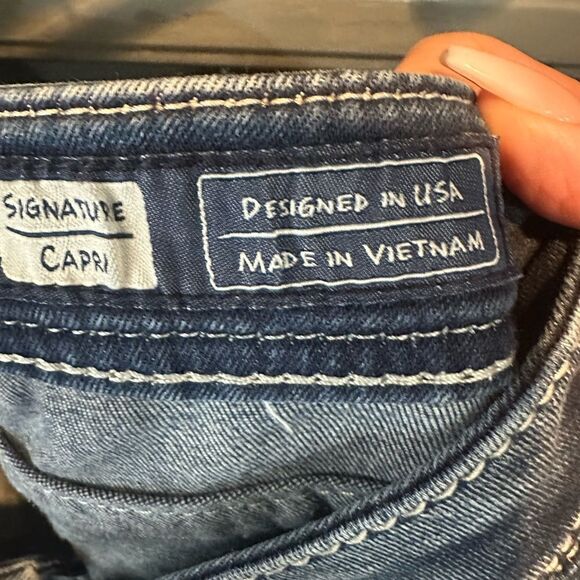 SIGNATURE
CAPRI
DESIGNED IN USA
MADE IN VIETNAM